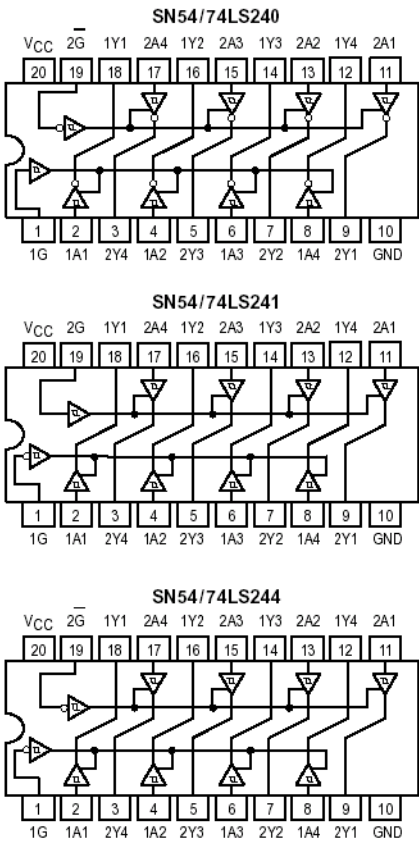 SN54/74LS240
VCC 2G 1Y1 2A4 1Y2 2A3 1Y3 2A2 1Y4 2A1
20 19 18 17 16 15 14 13 12 11
1 2 3 4 5 6 7 8 9 10
1G 1A1 2Y4 1A2 2Y3 1A3 2Y2 1A4 2Y1 GND
SN54/74LS241
VCC 2G 1Y1 2A4 1Y2 2A3 1Y3 2A2 1Y4 2A1
20 19 18 17 16 15 14 13 12 11
1 2 3 4 5 6 7 8 9 10
1G 1A1 2Y4 1A2 2Y3 1A3 2Y2 1A4 2Y1 GND
SN54/74LS244
VCC 2G 1Y1 2A4 1Y2 2A3 1Y3 2A2 1Y4 2A1
20 19 18 17 16 15 14 13 12 11
1 2 3 4 5 6 7 8 9 10
1G 1A1 2Y4 1A2 2Y3 1A3 2Y2 1A4 2Y1 GND